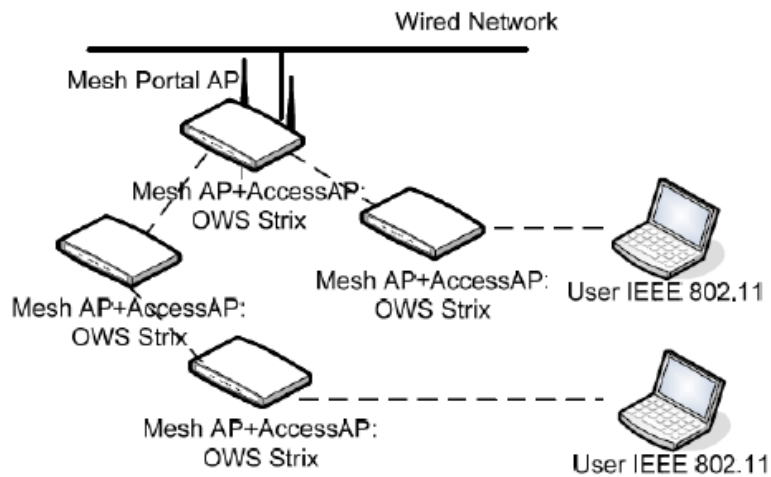 Wired Network
Mesh Portal AP
Mesh AP+AccessAP:
OWS Strix
Mesh AP+AccessAP:
OWS Strix
User IEEE 802.11
Mesh AP+AccessAP:
OWS Strix
Mesh AP+AccessAP:
OWS Strix
User IEEE 802.11